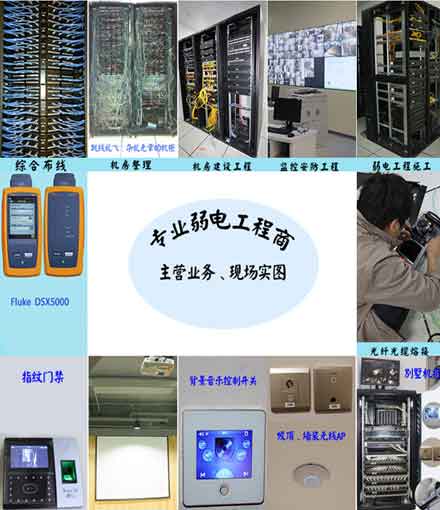 跳线乱飞、杂乱无章的机柜
综合布线
机房整理
机房建设工程
监控安防工程
弱电工程施工
专业弱电工程商
主营业务、现场实图
Fluke DSX5000
光纤光缆熔接
指纹门禁
背景音乐控制开关
吸顶、墙装无线AP
别墅机柜